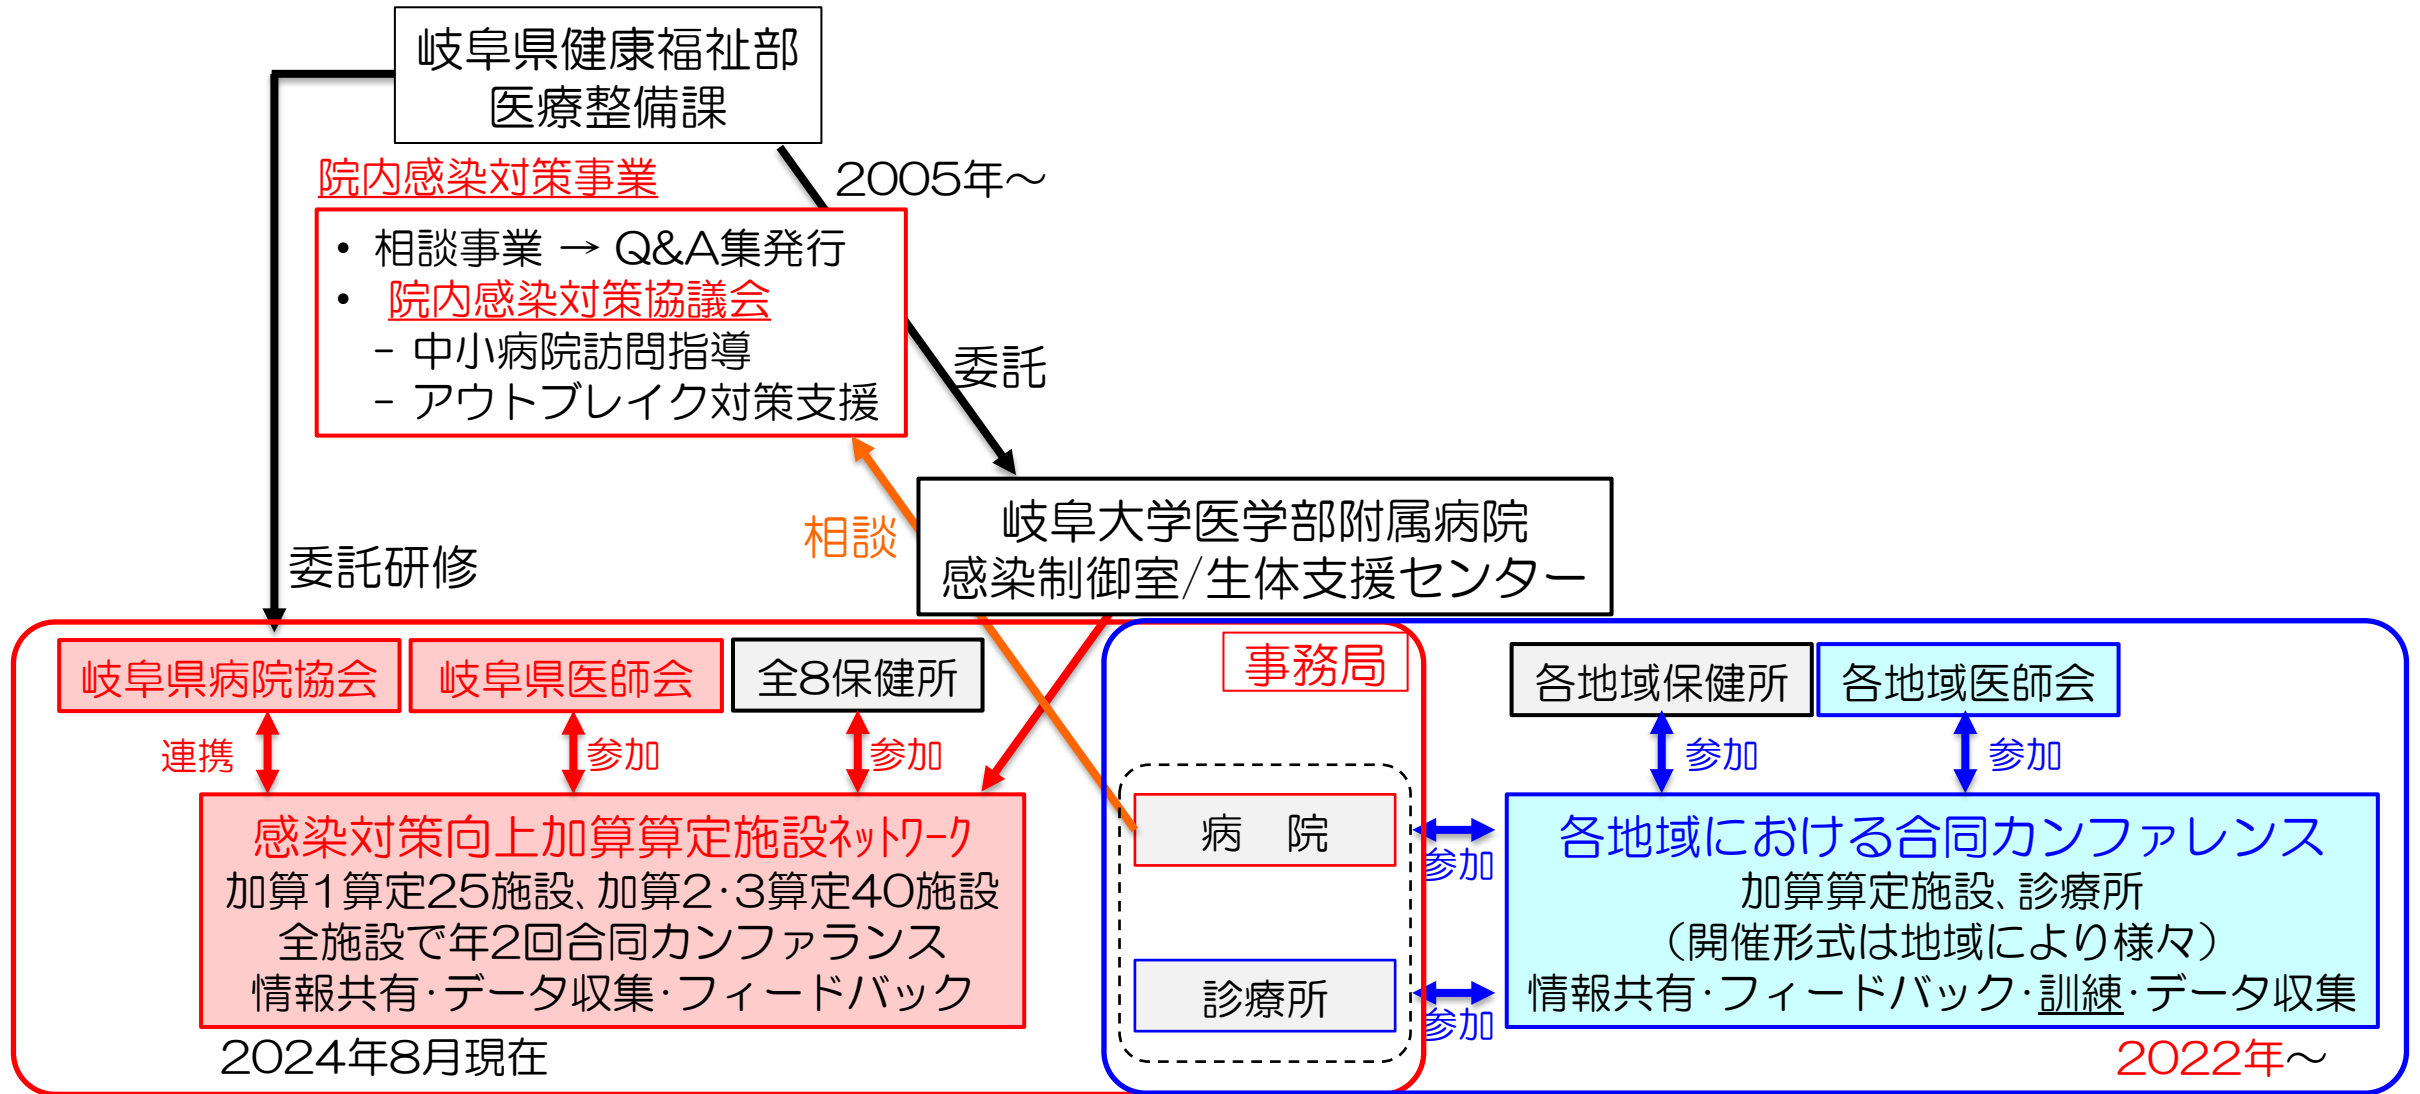 岐阜県健康福祉部
医療整備課
院内感染対策事業
2005年～
• 相談事業 → Q&A集発行
• 院内感染対策協議会
- 中小病院訪問指導
- アウトブレイク対策支援
委託
相談
委託研修
岐阜大学医学部附属病院
感染制御室/生体支援センター
事務局
岐阜県病院協会
岐阜県医師会
全8保健所
各地域保健所
各地域医師会
連携
参加
参加
参加
参加
感染対策向上加算算定施設ﾈｯﾄﾜｰｸ
加算1算定25施設、加算2･3算定40施設
全施設で年2回合同カンファランス
情報共有･データ収集･フィードバック
病　院
参加
診療所
参加
各地域における合同カンファレンス
加算算定施設、診療所
（開催形式は地域により様々）
情報共有･フィードバック･訓練･データ収集
2024年8月現在
2022年～